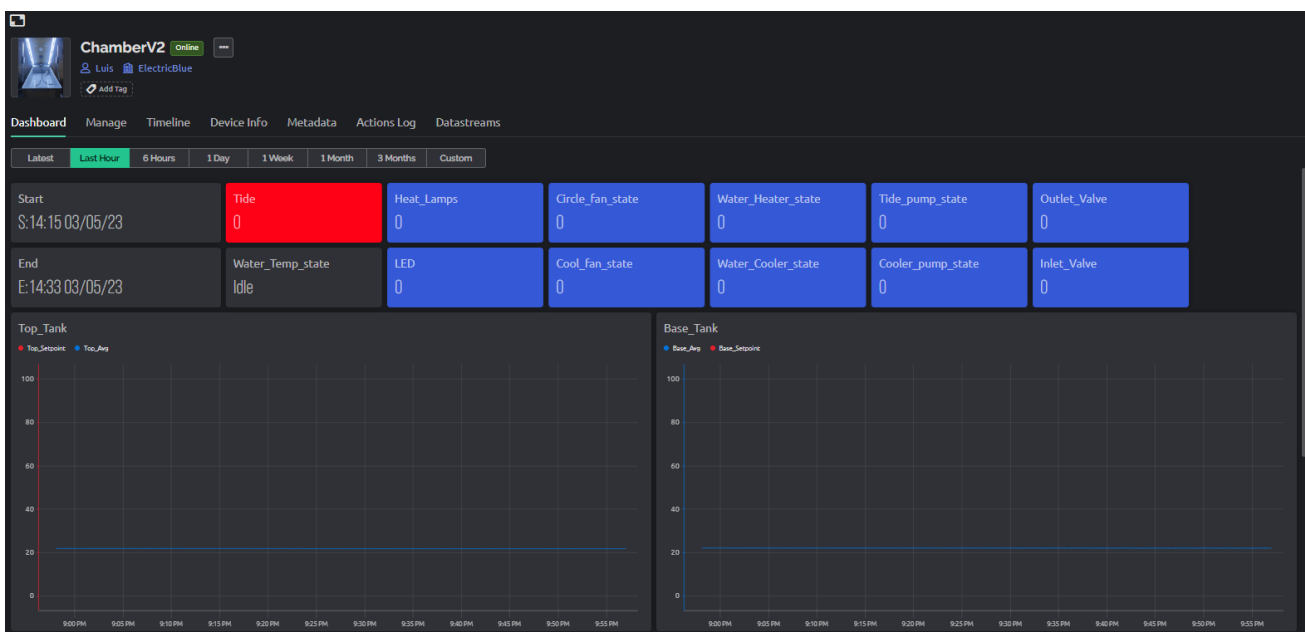 ChamberV2 Online
Luis ElectricBlue
Add Tag
Dashboard Manage Timeline Device Info Metadata Actions Log Datastreams
Latest Last Hour 6 Hours 1 Day 1 Week 1 Month 3 Months Custom
Start Tide Heat_Lamps Circle_fan_state Water_Heater_state Tide_pump_state Outlet_Valve
S:14:15 03/05/23 0 0 0 0 0 0
End Water_Temp_state LED Cool_fan_state Water_Cooler_state Cooler_pump_state Inlet_Valve
E:14:33 03/05/23 Idle 0 0 0 0 0
Top_Tank
Top_Setpoint Top_Avg
100
80
60
40
20
0
9:00 PM 9:05 PM 9:10 PM 9:15 PM 9:20 PM 9:25 PM 9:30 PM 9:35 PM 9:40 PM 9:45 PM 9:50 PM 9:55 PM
Base_Tank
Base_Avg Base_Setpoint
100
80
60
40
20
0
9:00 PM 9:05 PM 9:10 PM 9:15 PM 9:20 PM 9:25 PM 9:30 PM 9:35 PM 9:40 PM 9:45 PM 9:50 PM 9:55 PM